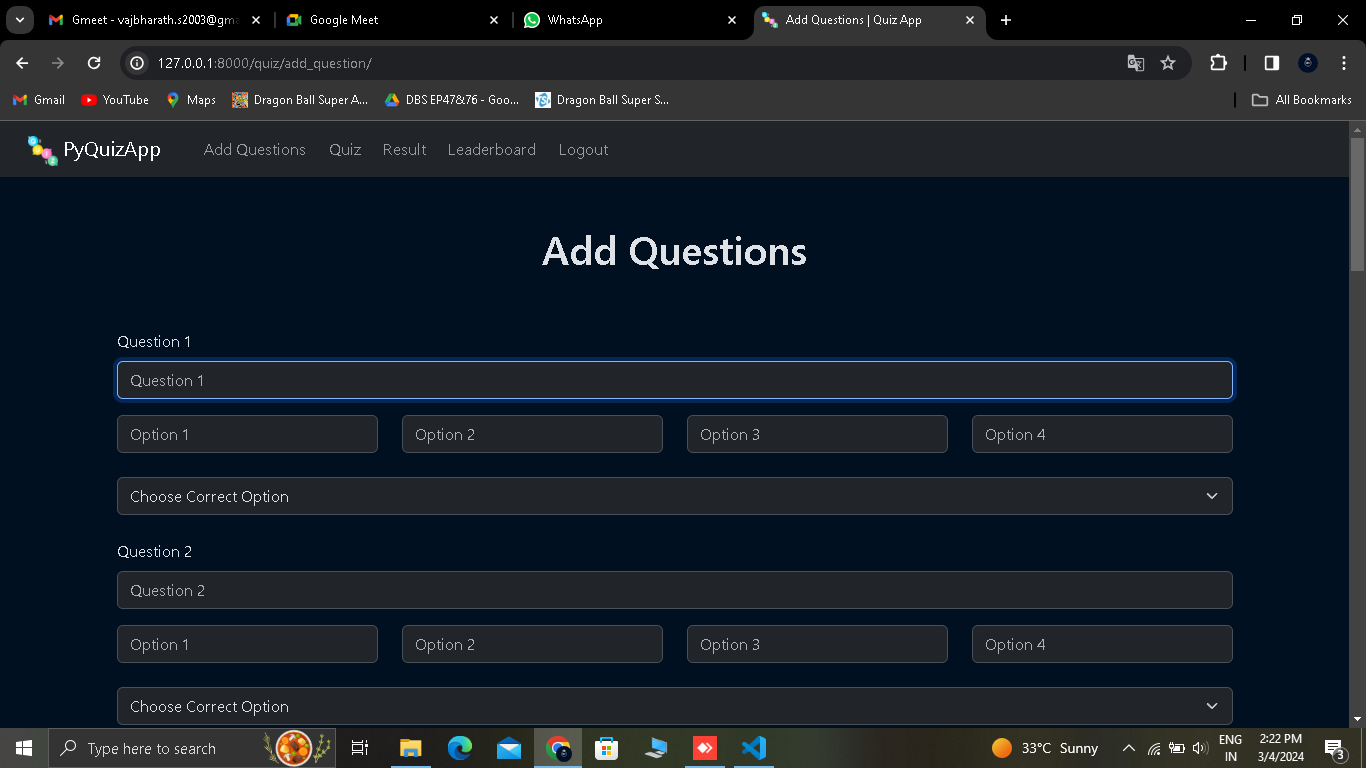 Gmeet - vajbharath.s2003@gma
Google Meet
WhatsApp
Add Questions | Quiz App
127.0.0.1:8000/quiz/add_question/
Gmail YouTube Maps Dragon Ball Super A... DBS EP47&76 - Goo... Dragon Ball Super S... All Bookmarks
PyQuizApp Add Questions Quiz Result Leaderboard Logout
Add Questions
Question 1
Question 1
Option 1 Option 2 Option 3 Option 4
Choose Correct Option
Question 2
Question 2
Option 1 Option 2 Option 3 Option 4
Choose Correct Option
Type here to search
33°C Sunny
ENG
IN
2:22 PM
3/4/2024
3